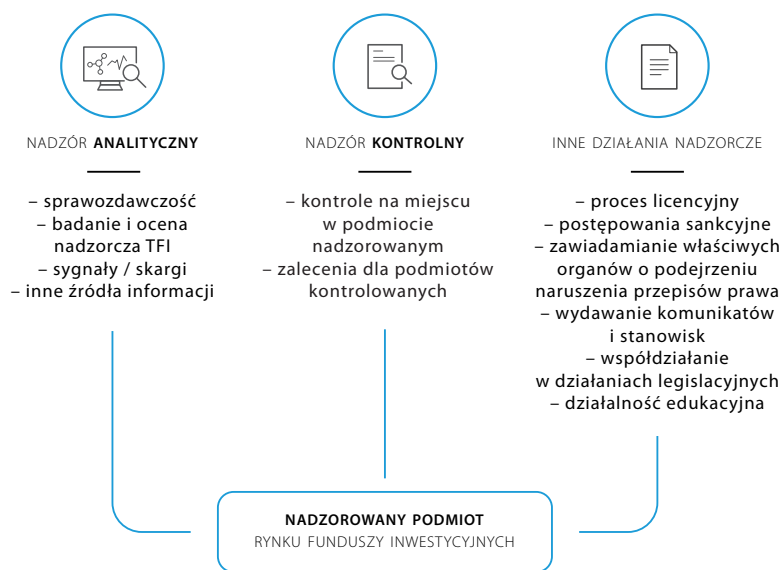 NADZÓR ANALITYCZNY
– sprawozdawczość
– badanie i ocena
nadzorcza TFI
– sygnały / skargi
– inne źródła informacji
NADZÓR KONTROLNY
– kontrole na miejscu
w podmiocie
nadzorowanym
– zalecenia dla podmiotów
kontrolowanych
INNE DZIAŁANIA NADZORCZE
– proces licencyjny
– postępowania sankcyjne
– zawiadamianie właściwych
organów o podejrzeniu
naruszenia przepisów prawa
– wydawanie komunikatów
i stanowisk
– współdziałanie
w działaniach legislacyjnych
– działalność edukacyjna
NADZOROWANY PODMIOT
RYNKU FUNDUSZY INWESTYCYJNYCH